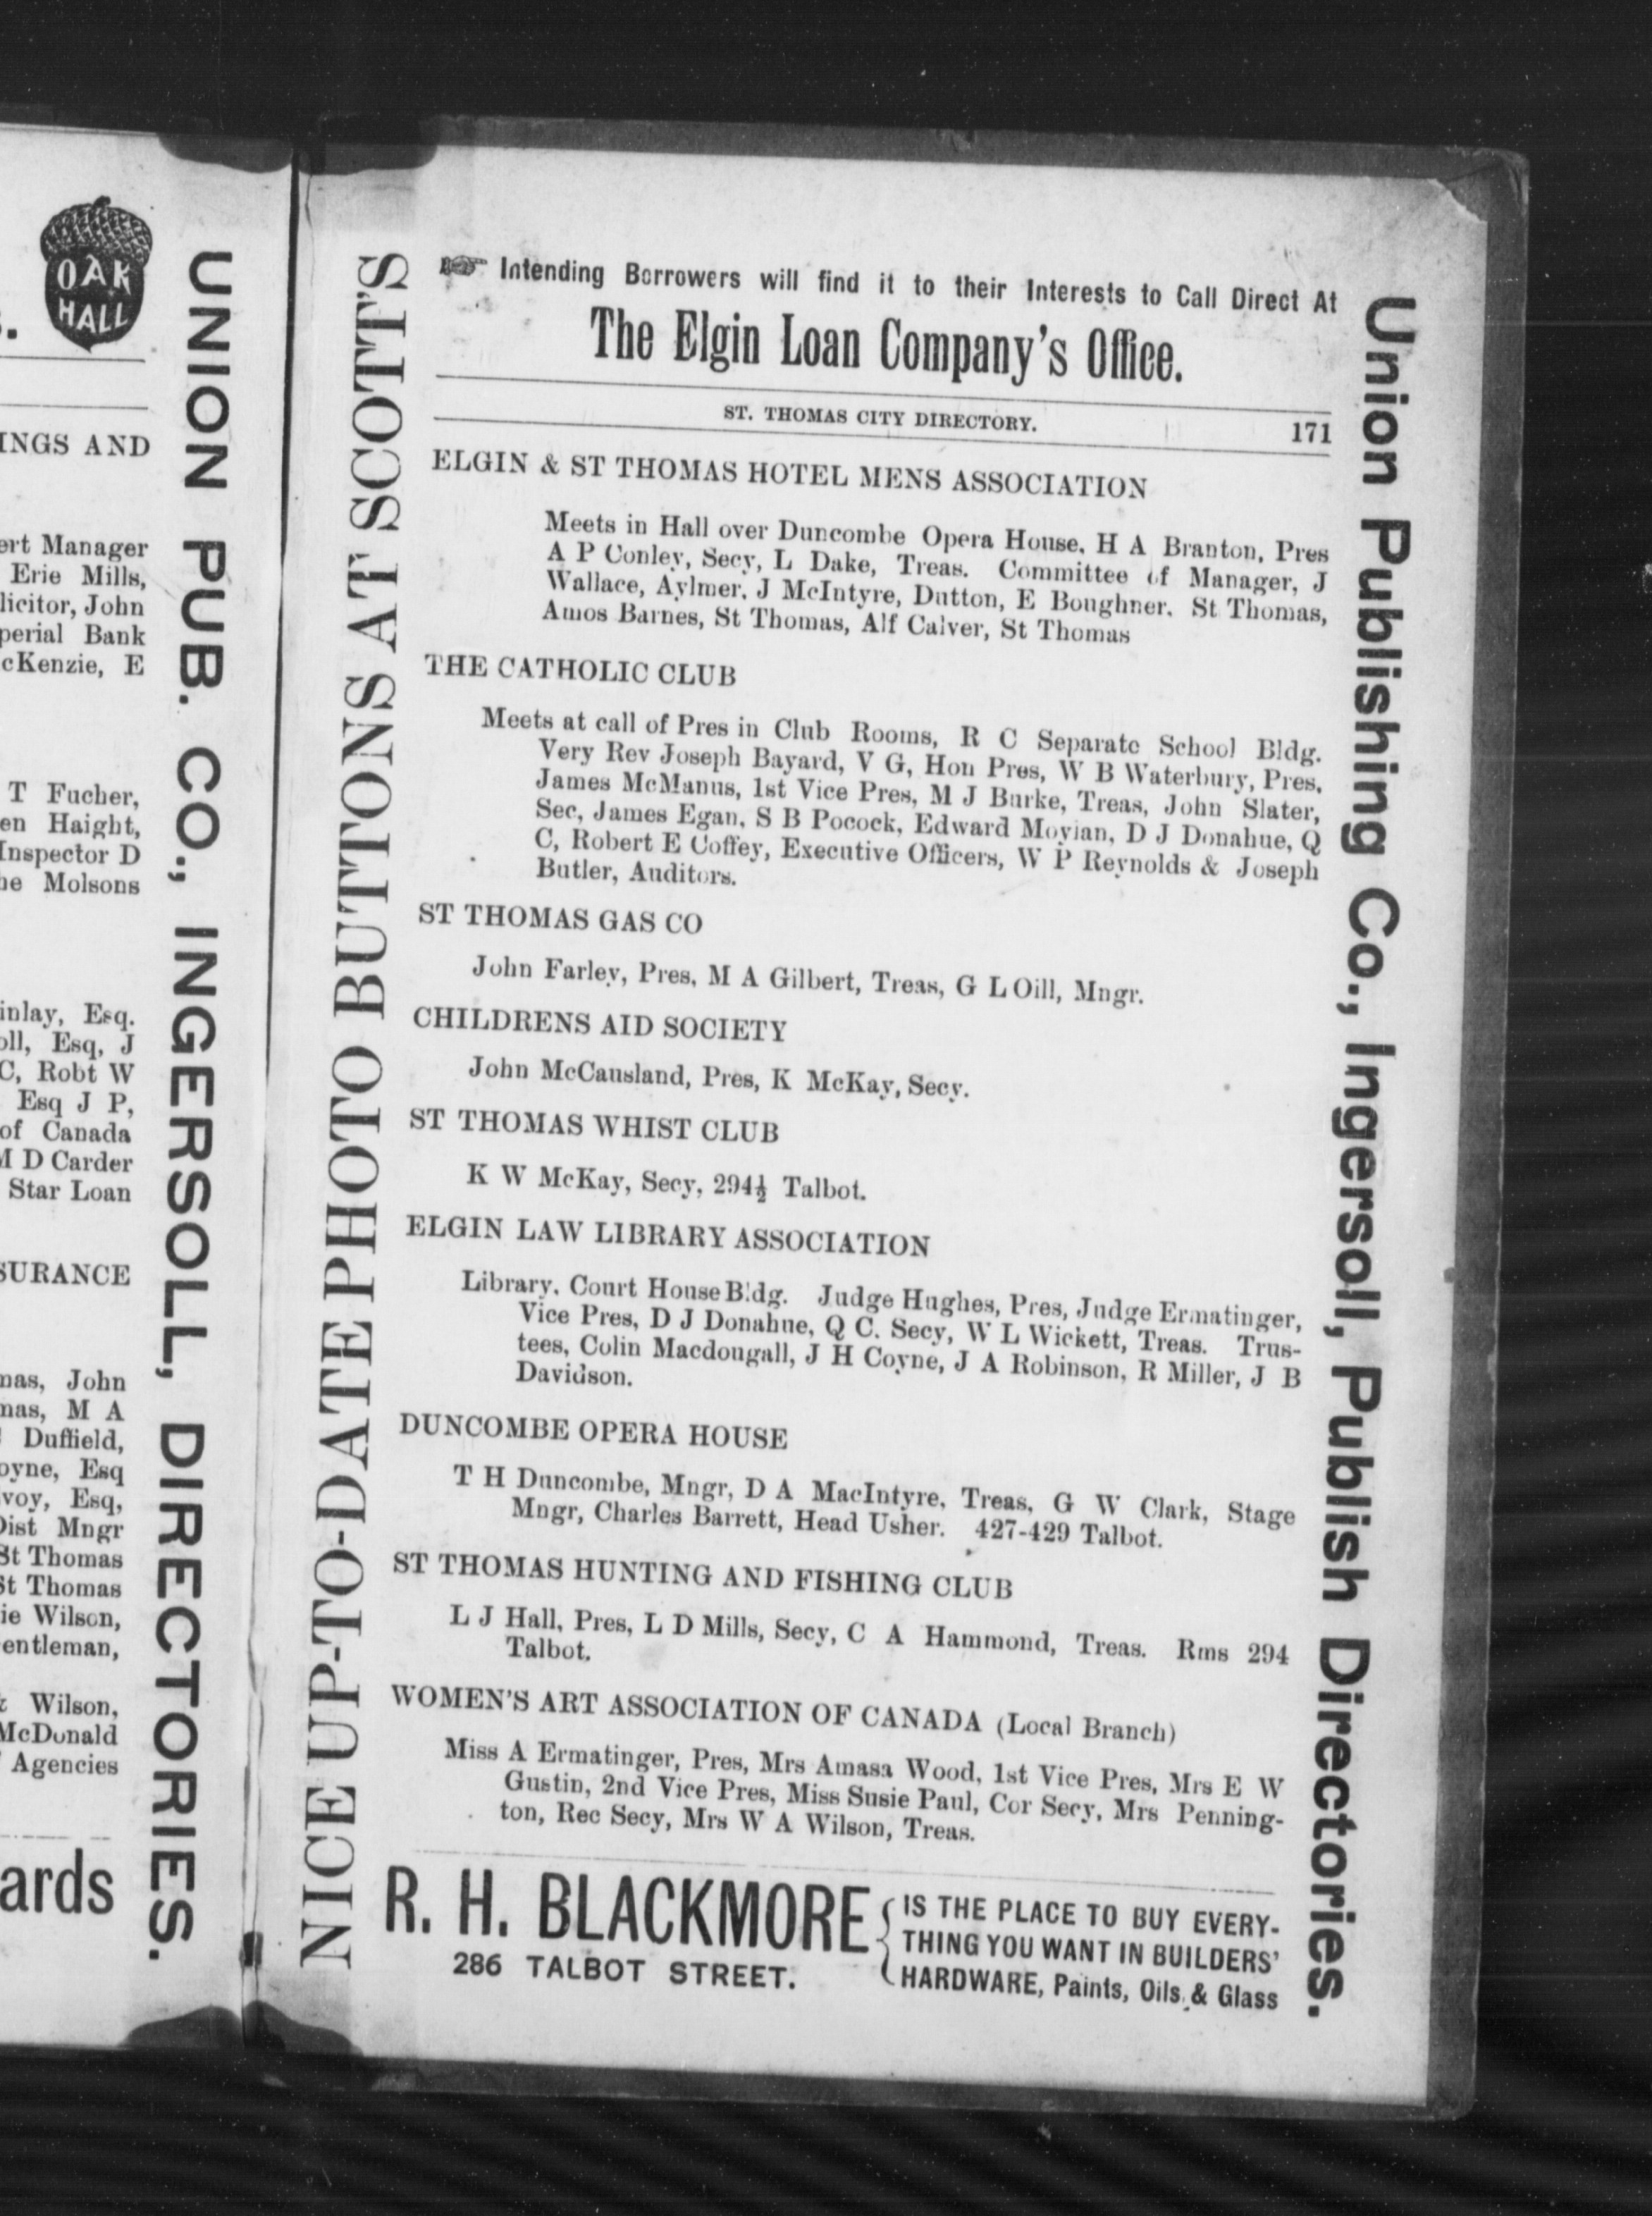 OAK
HALL
INGS AND
ert Manager
Erie Mills,
licitor, John
perial Bank
cKenzie, E
T Fucher,
en Haight,
Inspector D
he Molsons
inlay, Esq.
oll, Esq, J
C, Robt W
Esq J P,
of Canada
M D Carder
Star Loan
SURANCE
mas, John
mas, M A
Duffield,
oyne, Esq
voy, Esq,
Dist Mngr
St Thomas
St Thomas
ie Wilson,
entleman,
& Wilson,
McDonald
Agencies
ards
UNION PUB. CO., INGERSOLL, DIRECTORIES.
NICE UP-TO-DATE PHOTO BUTTONS AT SCOTT'S
☞ Intending Borrowers will find it to their Interests to Call Direct At
The Elgin Loan Company's Office.
ST. THOMAS CITY DIRECTORY. 171
ELGIN & ST THOMAS HOTEL MENS ASSOCIATION
Meets in Hall over Duncombe Opera House. H A Branton, Pres
A P Conley, Secy, L Dake, Treas. Committee of Manager, J
Wallace, Aylmer, J McIntyre, Dutton, E Boughner. St Thomas,
Amos Barnes, St Thomas, Alf Calver, St Thomas
THE CATHOLIC CLUB
Meets at call of Pres in Club Rooms, R C Separate School Bldg.
Very Rev Joseph Bayard, V G, Hon Pres, W B Waterbury, Pres,
James McManus, 1st Vice Pres, M J Burke, Treas, John Slater,
Sec, James Egan, S B Pocock, Edward Moyian, D J Donahue, Q
C, Robert E Coffey, Executive Officers, W P Reynolds & Joseph
Butler, Auditors.
ST THOMAS GAS CO
John Farley, Pres, M A Gilbert, Treas, G L Oill, Mngr.
CHILDRENS AID SOCIETY
John McCausland, Pres, K McKay, Secy.
ST THOMAS WHIST CLUB
K W McKay, Secy, 294½ Talbot.
ELGIN LAW LIBRARY ASSOCIATION
Library, Court House Bldg. Judge Hughes, Pres, Judge Ermatinger,
Vice Pres, D J Donahue, Q C. Secy, W L Wickett, Treas. Trus-
tees, Colin Macdougall, J H Coyne, J A Robinson, R Miller, J B
Davidson.
DUNCOMBE OPERA HOUSE
T H Duncombe, Mngr, D A MacIntyre, Treas, G W Clark, Stage
Mngr, Charles Barrett, Head Usher. 427-429 Talbot.
ST THOMAS HUNTING AND FISHING CLUB
L J Hall, Pres, L D Mills, Secy, C A Hammond, Treas. Rms 294
Talbot.
WOMEN'S ART ASSOCIATION OF CANADA (Local Branch)
Miss A Ermatinger, Pres, Mrs Amasa Wood, 1st Vice Pres, Mrs E W
Gustin, 2nd Vice Pres, Miss Susie Paul, Cor Secy, Mrs Penning-
ton, Rec Secy, Mrs W A Wilson, Treas.
R. H. BLACKMORE
286 TALBOT STREET.
IS THE PLACE TO BUY EVERY-
THING YOU WANT IN BUILDERS'
HARDWARE, Paints, Oils, & Glass
Union Publishing Co., Ingersoll, Publish Directories.